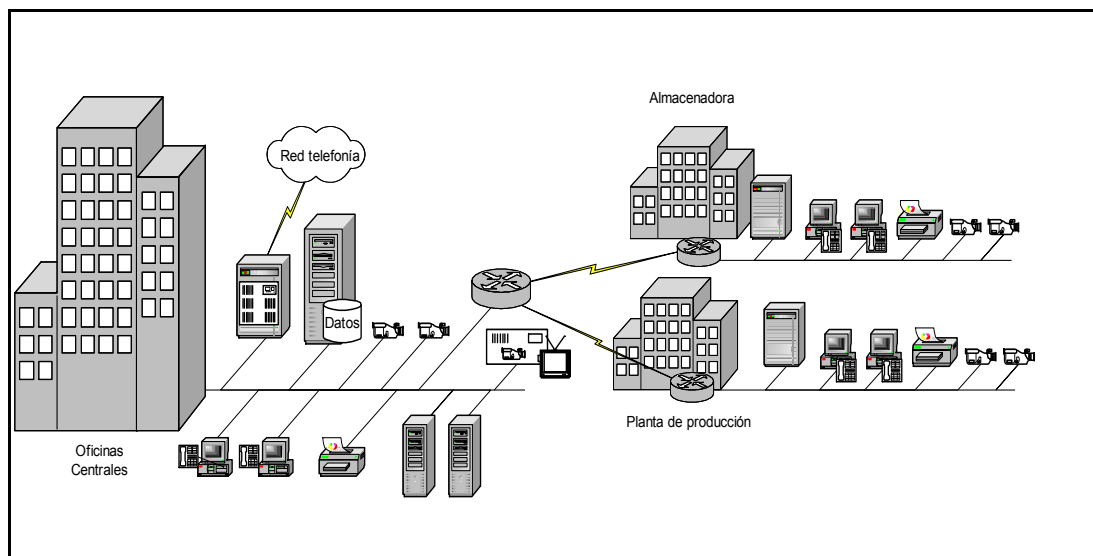 Almacenadora
Red telefonía
Datos
Planta de producción
Oficinas
Centrales